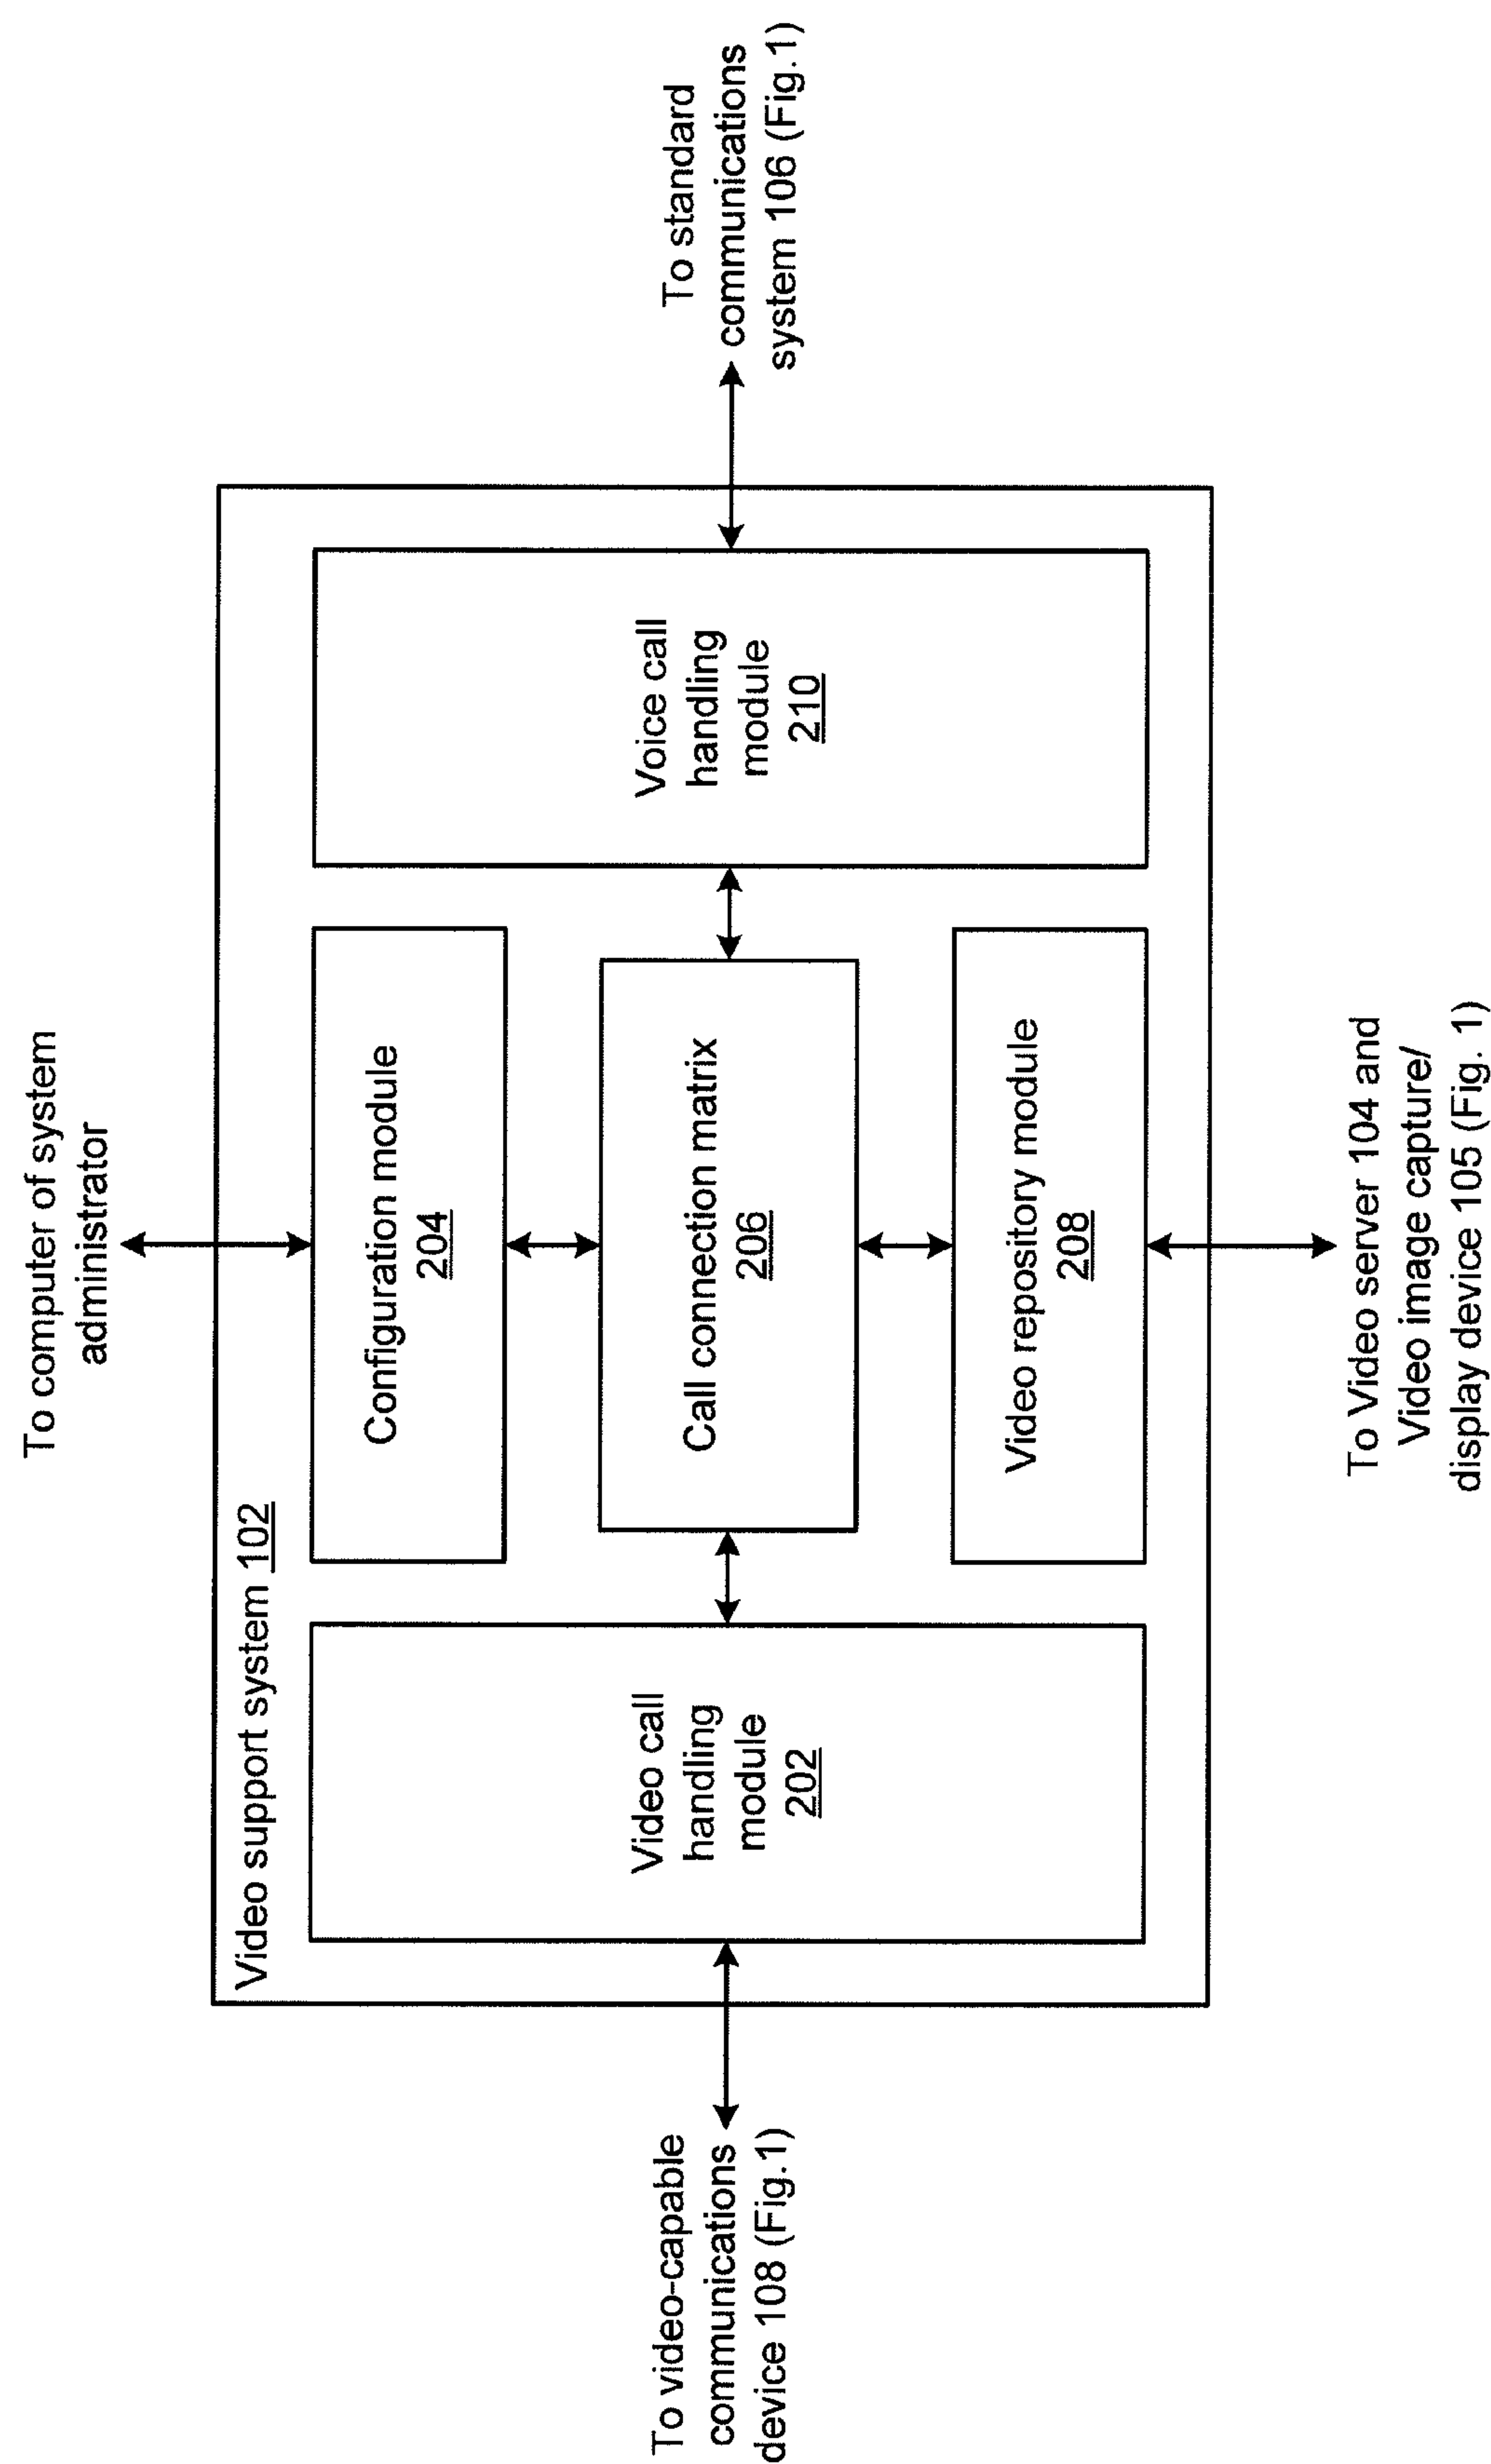 To computer of system
administrator
Video support system 102
Configuration module
204
To video-capable
communications
device 108 (Fig.1)
Video call
handling
module
202
Call connection matrix
206
Voice call
handling
module
210
To standard
communications
system 106 (Fig.1)
Video repository module
208
To Video server 104 and
Video image capture/
display device 105 (Fig. 1)